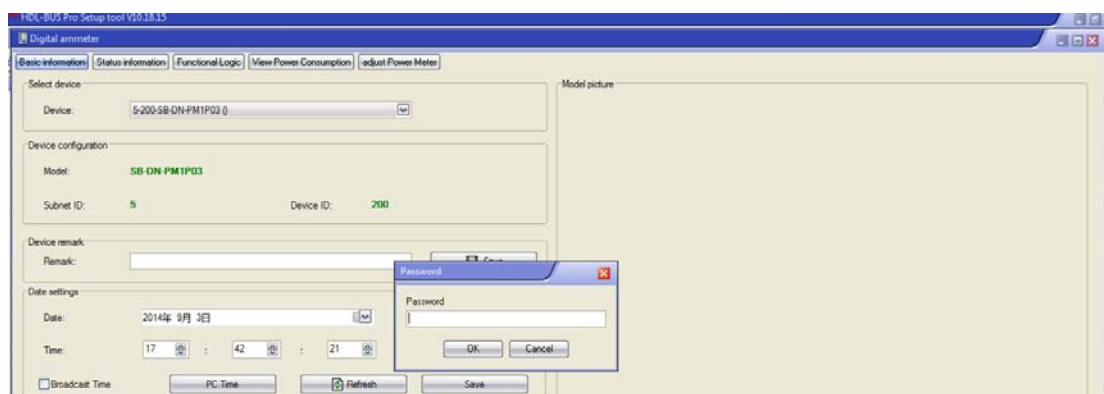 HDL-BUS Pro Setup tool V10.18.15
Digital ammeter
Basic information Status information Functional Logic View Power Consumption adjust Power Meter
Select device
Model picture
Device: 5-200-SB-DN-PM1P03 ()
Device configuration
Model: SB-DN-PM1P03
Subnet ID: 5 Device ID: 200
Device remark
Remark: Save
Password
Date settings
Password
Date: 2014年 9月 3日
Time: 17 : 42 : 21
OK Cancel
Broadcast Time PC Time Refresh Save